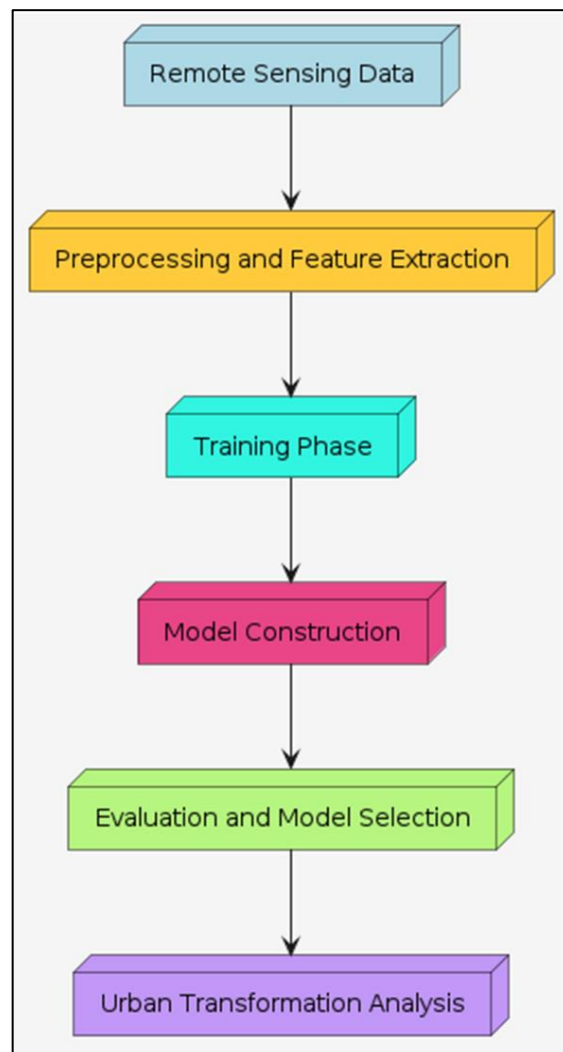 Remote Sensing Data
Preprocessing and Feature Extraction
Training Phase
Model Construction
Evaluation and Model Selection
Urban Transformation Analysis